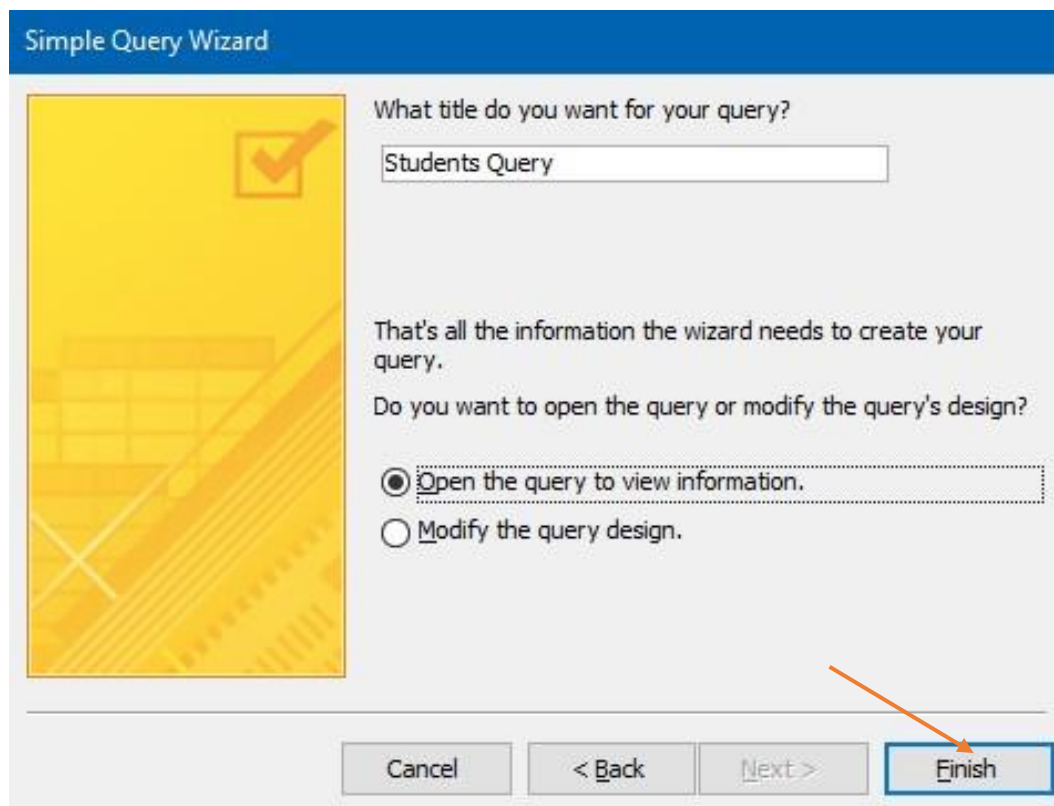 Simple Query Wizard
What title do you want for your query?
Students Query
That's all the information the wizard needs to create your
query.
Do you want to open the query or modify the query's design?
Open the query to view information.
Modify the query design.
Cancel
< Back
Next >
Finish